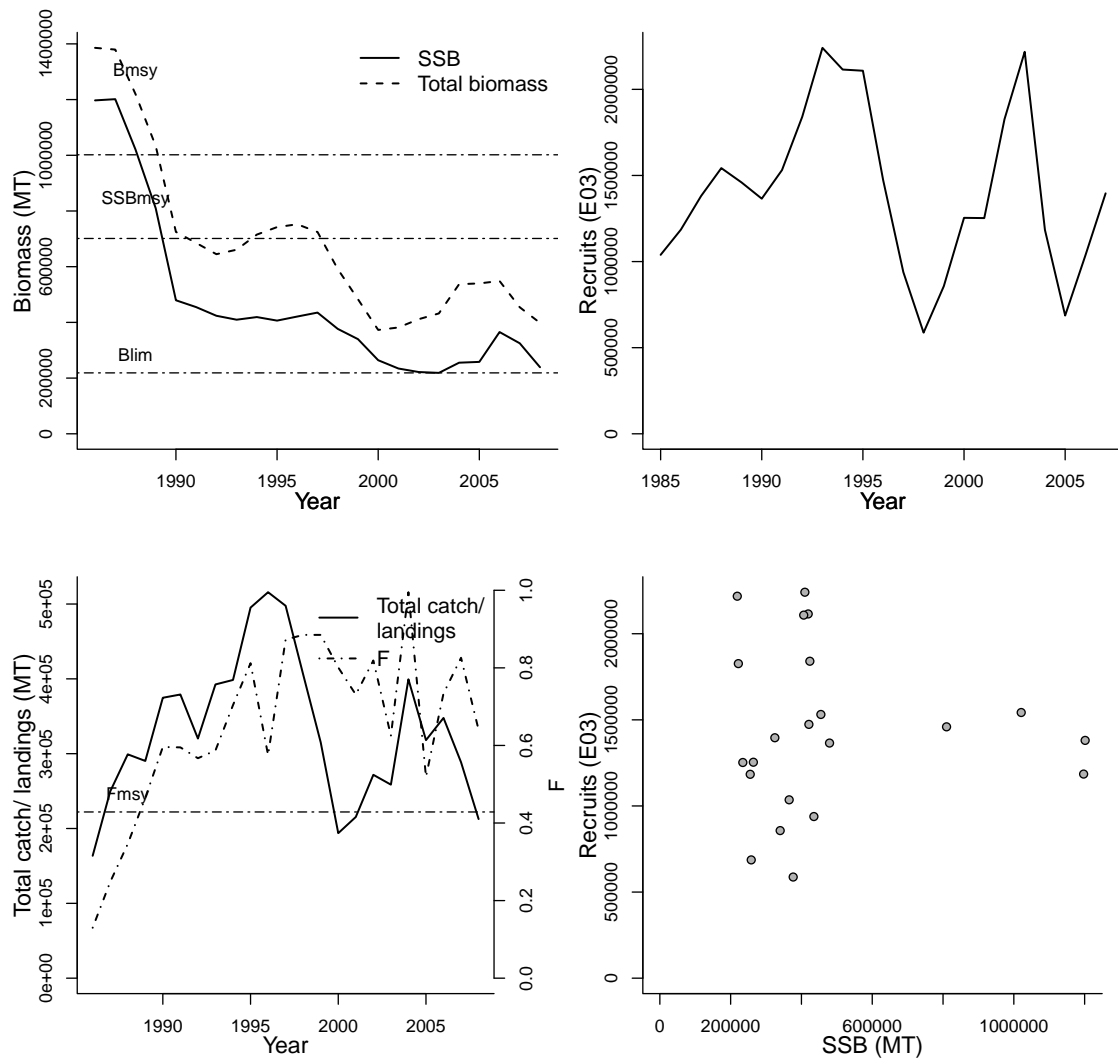 SSB
Total biomass
Bmsy
SSBmsy
Blim
Biomass (MT)
0
200000
600000
1000000
1400000
1990
1995
2000
2005
Year
Recruits (E03)
0
500000
1000000
1500000
2000000
1985
1990
1995
2000
2005
Year
Total catch/
landings
F
Fmsy
Total catch/ landings (MT)
0e+00
1e+05
2e+05
3e+05
4e+05
5e+05
0.0
0.2
0.4
0.6
0.8
1.0
F
1990
1995
2000
2005
Year
Recruits (E03)
0
500000
1000000
1500000
2000000
0
200000
600000
1000000
SSB (MT)